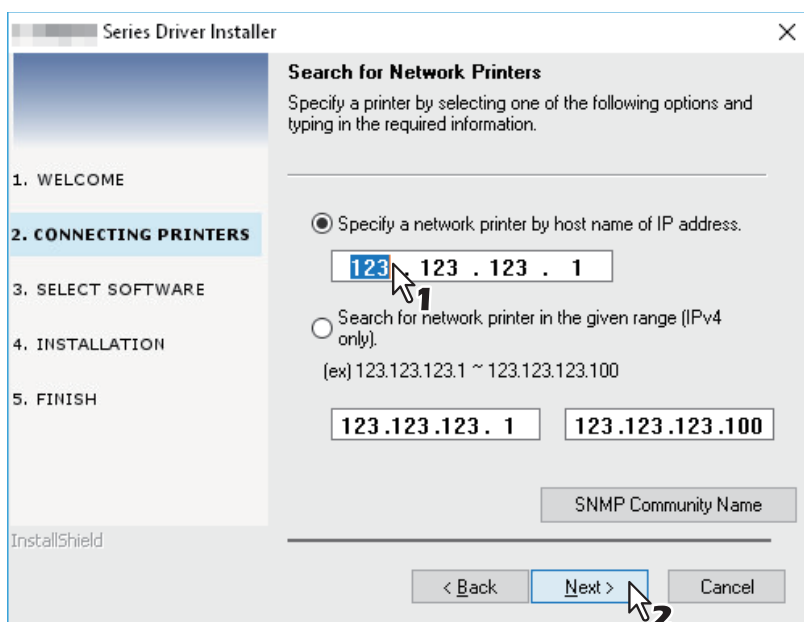 Series Driver Installer
Search for Network Printers
Specify a printer by selecting one of the following options and
typing in the required information.
1. WELCOME
2. CONNECTING PRINTERS
3. SELECT SOFTWARE
4. INSTALLATION
5. FINISH
Specify a network printer by host name of IP address.
123 . 123 . 123 . 1
1
Search for network printer in the given range (IPv4
only).
(ex) 123.123.123.1 ~ 123.123.123.100
123.123.123. 1
123.123.123.100
SNMP Community Name
InstallShield
< Back
Next >
Cancel
2